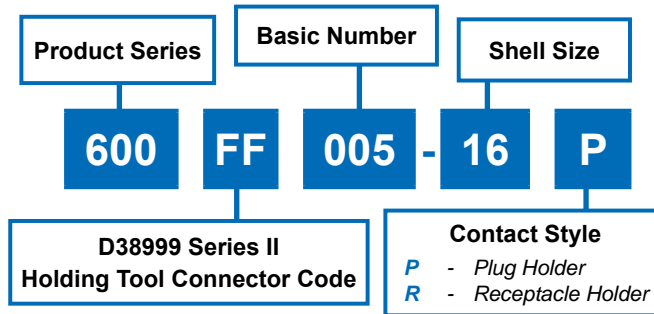 Product Series
Basic Number
Shell Size
600 FF 005 - 16 P
D38999 Series II
Holding Tool Connector Code
Contact Style
P - Plug Holder
R - Receptacle Holder